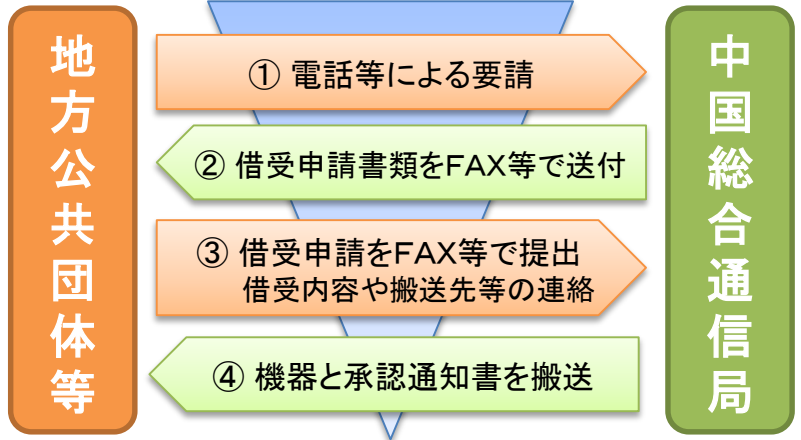 地方公共団体等
① 電話等による要請
② 借受申請書類をFAX等で送付
③ 借受申請をFAX等で提出
借受内容や搬送先等の連絡
④ 機器と承認通知書を搬送
中国総合通信局